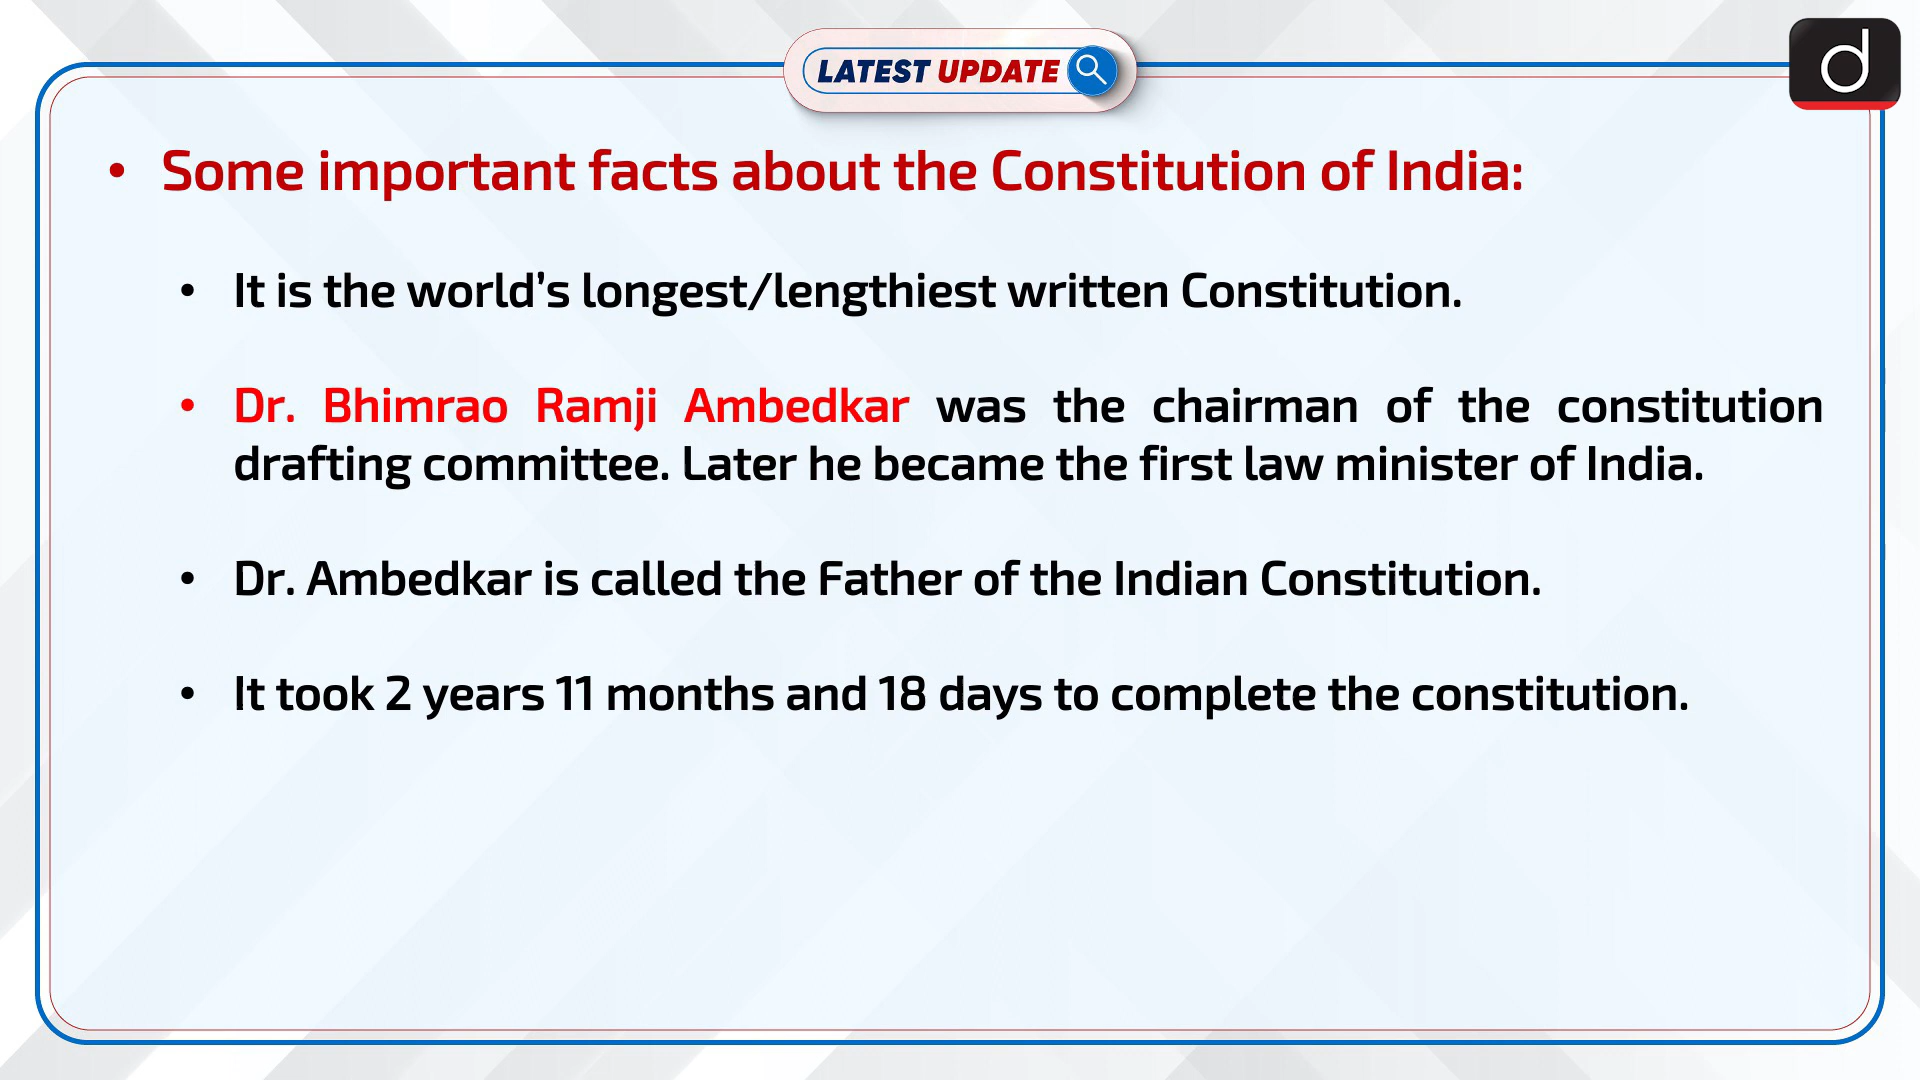 LATEST UPDATE
d
• Some important facts about the Constitution of India:
• It is the world’s longest/lengthiest written Constitution.
• Dr. Bhimrao Ramji Ambedkar was the chairman of the constitution
drafting committee. Later he became the first law minister of India.
• Dr. Ambedkar is called the Father of the Indian Constitution.
• It took 2 years 11 months and 18 days to complete the constitution.